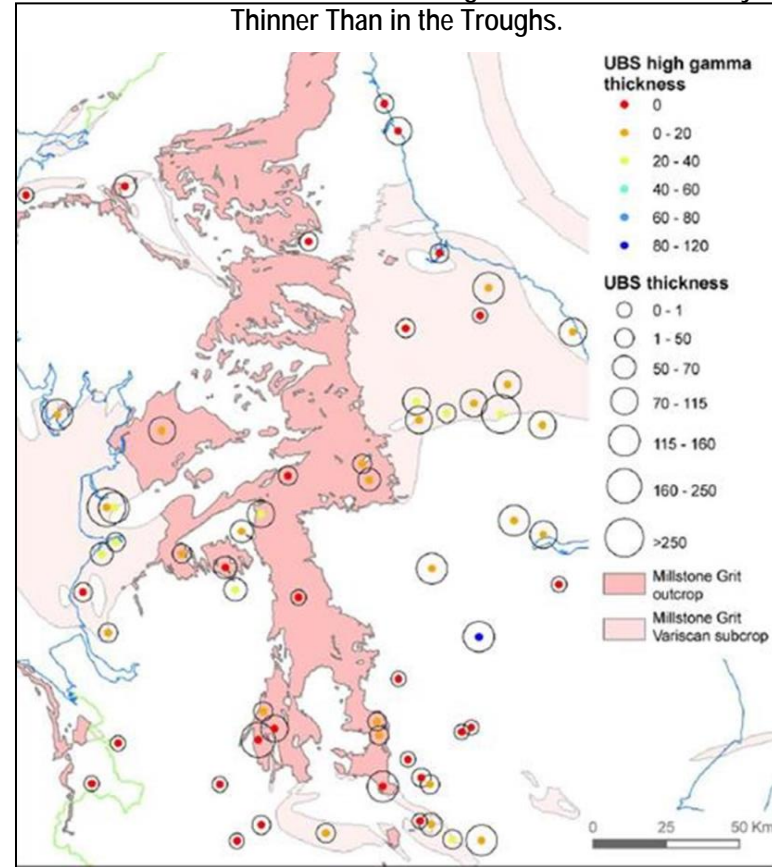 Thinner Than in the Troughs.
UBS high gamma
thickness
0
0 - 20
20 - 40
40 - 60
60 - 80
80 - 120
UBS thickness
0 - 1
1 - 50
50 - 70
70 - 115
115 - 160
160 - 250
>250
Millstone Grit
outcrop
Millstone Grit
Variscan subcrop
0 25 50 Km